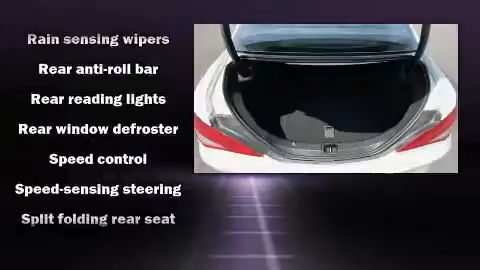 Rain sensing wipers
Rear anti-roll bar
Rear reading lights
Rear window defroster
Speed control
Speed-sensing steering
Split folding rear seat